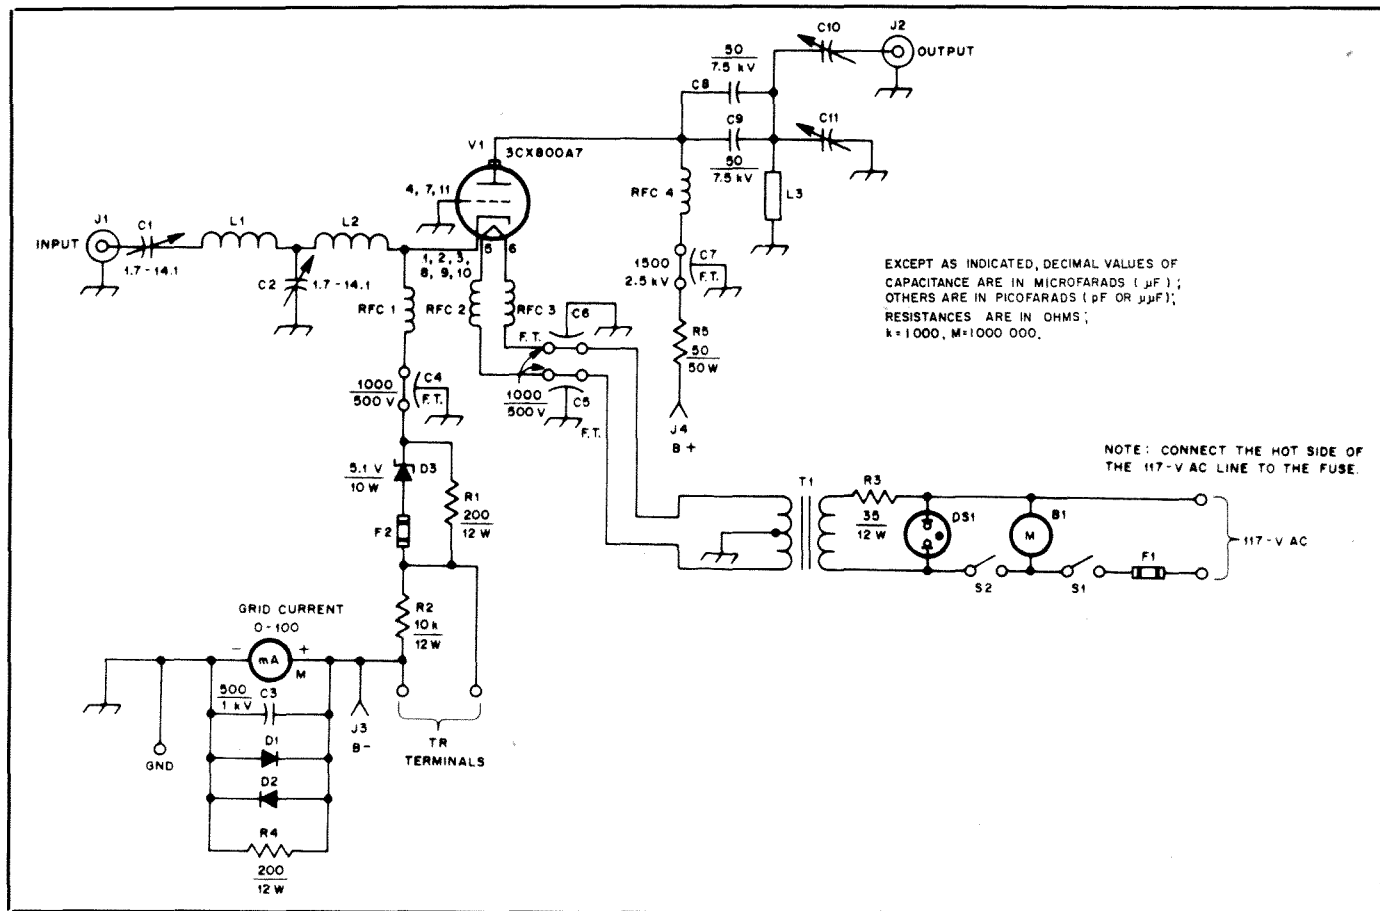 C10
J2
OUTPUT
50
7.5 kV
C8
C9
C11
50
7.5 kV
V1
3CX800A7
4, 7, 11
RFC 4
L3
J1
C1
L1
L2
INPUT
1.7-14.1
C2
1.7-14.1
1, 2, 3,
8, 9, 10
5
6
RFC 1
RFC 2
RFC 3
1500
2.5 kV
C7
F.T.
EXCEPT AS INDICATED, DECIMAL VALUES OF
CAPACITANCE ARE IN MICROFARADS ( µF ) ;
OTHERS ARE IN PICOFARADS ( pF OR µµF);
RESISTANCES ARE IN OHMS ;
k=1000, M=1000 000.
C6
F.T.
R5
50
50W
1000
500 V
C4
F.T.
1000
500V
C5
F.T.
J4
B+
NOTE: CONNECT THE HOT SIDE OF
THE 117-V AC LINE TO THE FUSE.
5.1 V
10 W
D3
R1
200
12 W
F2
T1
R3
35
12 W
DS1
B1
M
117-V AC
S2
S1
F1
GRID CURRENT
0-100
R2
10k
12W
- mA +
M
500
1 kV
C3
J3
B-
TR
TERMINALS
GND
D1
D2
R4
200
12 W